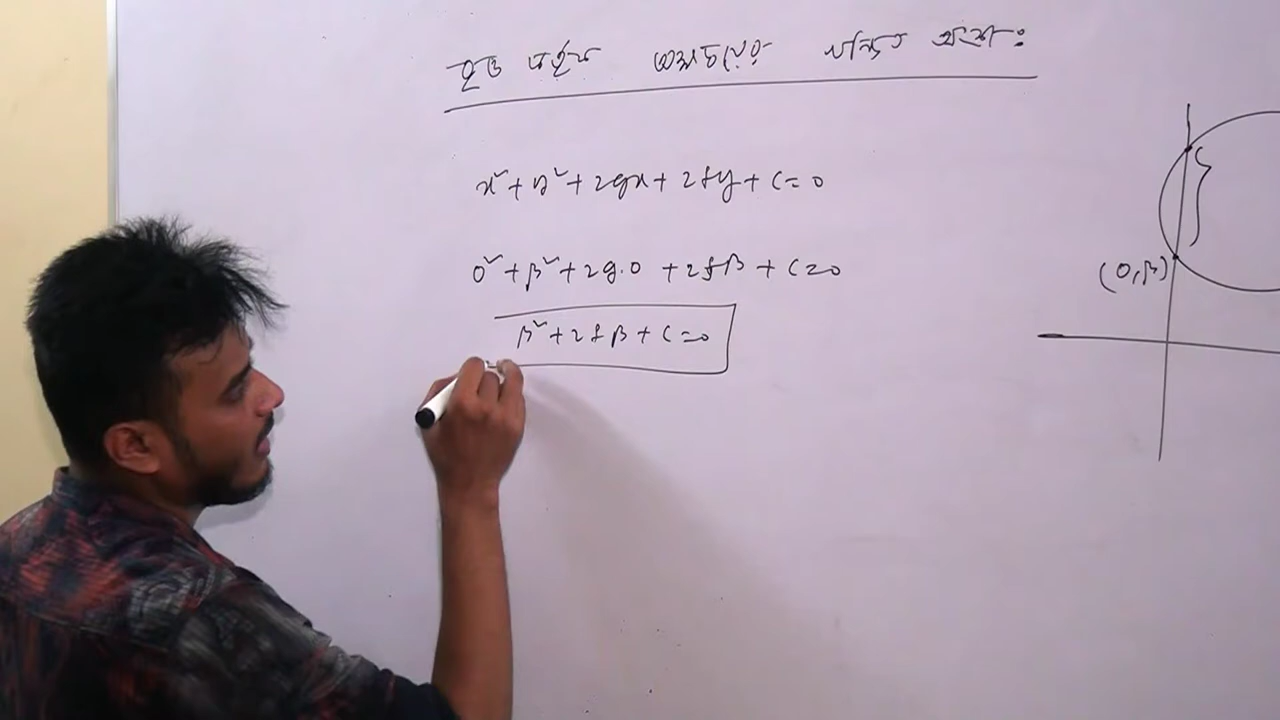 x² + y² + 2gx + 2fy + c = 0
0² + β² + 2g.0 + 2fβ + c = 0
β² + 2fβ + c = 0
(0, β)